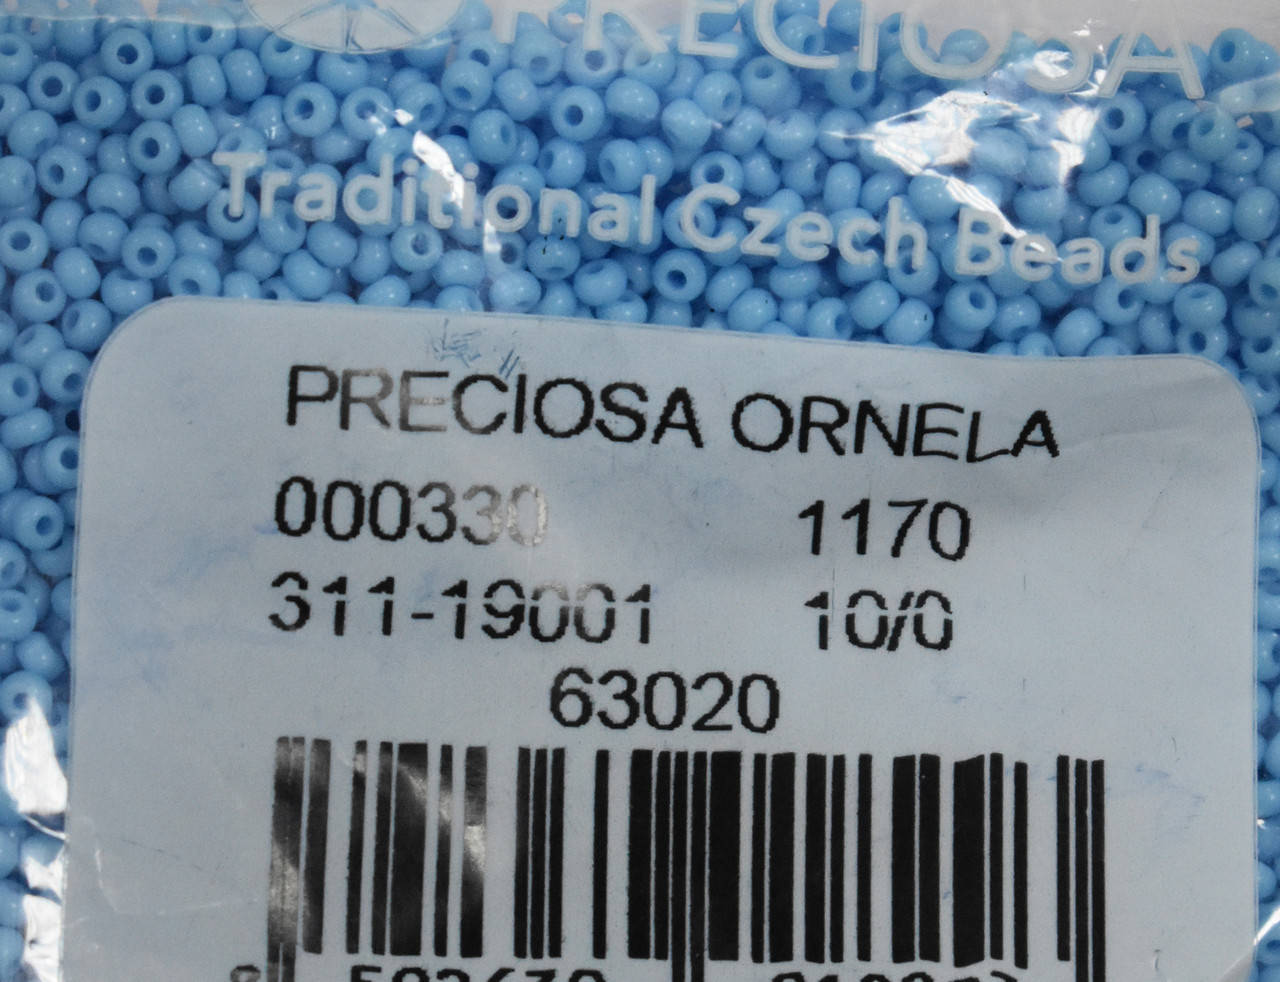 PRECIOSA
Traditional Czech Beads
PRECIOSA ORNELA
000330 1170
311-19001 10/0
63020